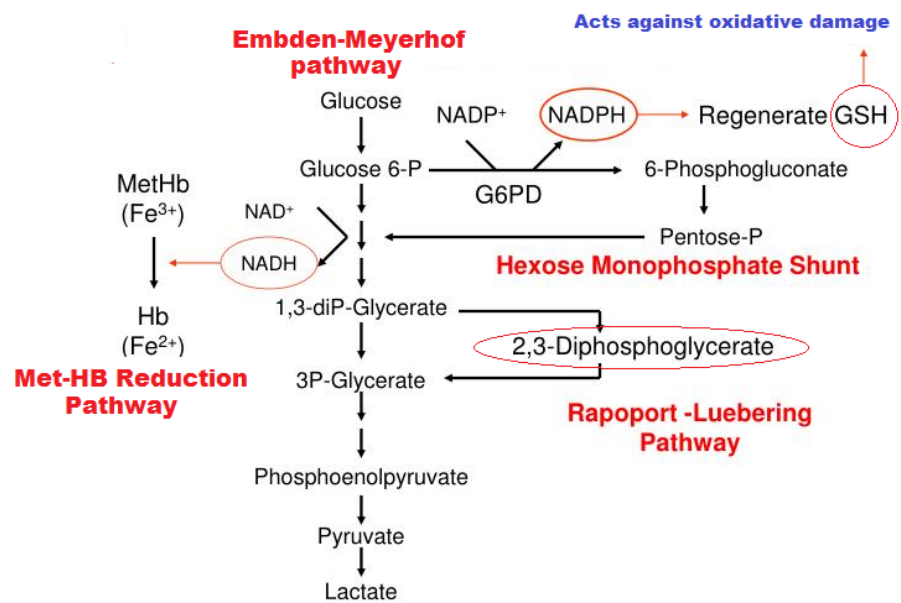 Acts against oxidative damage
Embden-Meyerhof
pathway
Glucose
NADP⁺
NADPH
Regenerate GSH
Glucose 6-P
6-Phosphogluconate
G6PD
MetHb
(Fe³⁺)
NAD⁺
Pentose-P
NADH
Hexose Monophosphate Shunt
1,3-diP-Glycerate
Hb
(Fe²⁺)
2,3-Diphosphoglycerate
Met-HB Reduction
Pathway
3P-Glycerate
Rapoport -Luebering
Pathway
Phosphoenolpyruvate
Pyruvate
Lactate